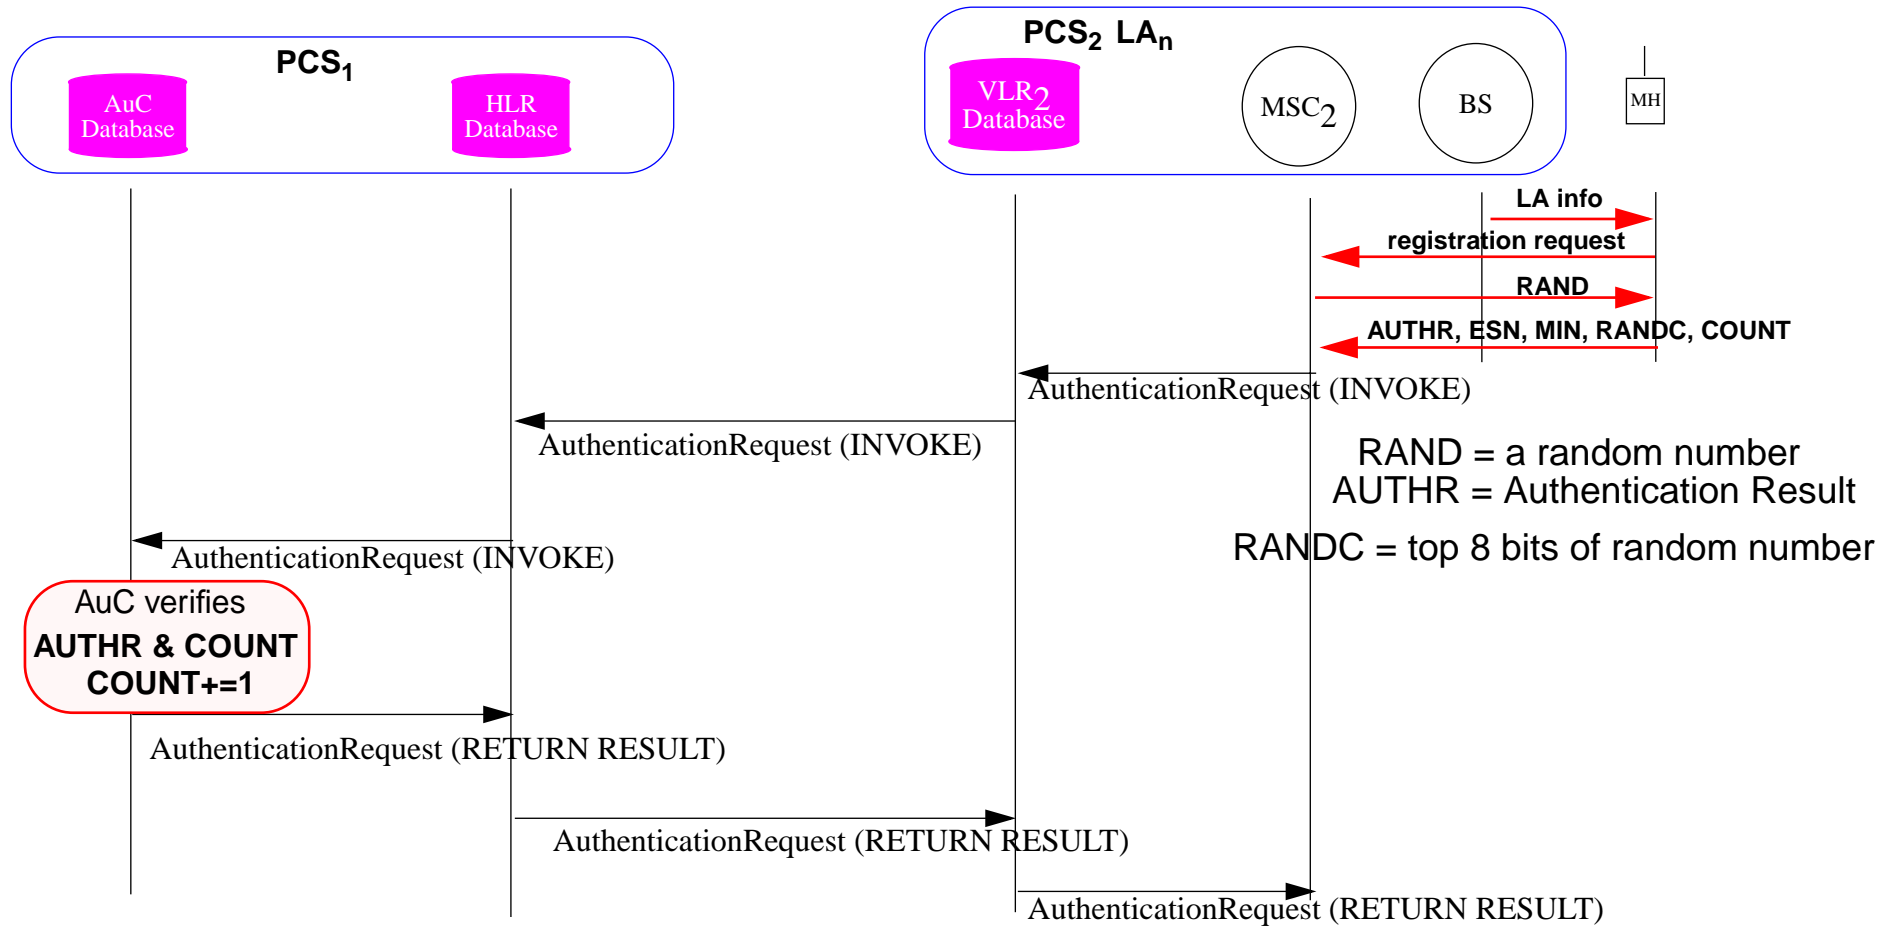 PCS1
PCS2 LAn
AuC
Database
HLR
Database
VLR2
Database
MSC2
BS
MH
LA info
registration request
RAND
AUTHR, ESN, MIN, RANDC, COUNT
AuthenticationRequest (INVOKE)
AuthenticationRequest (INVOKE)
RAND = a random number
AUTHR = Authentication Result
RANDC = top 8 bits of random number
AuthenticationRequest (INVOKE)
AuC verifies
AUTHR & COUNT
COUNT+=1
AuthenticationRequest (RETURN RESULT)
AuthenticationRequest (RETURN RESULT)
AuthenticationRequest (RETURN RESULT)